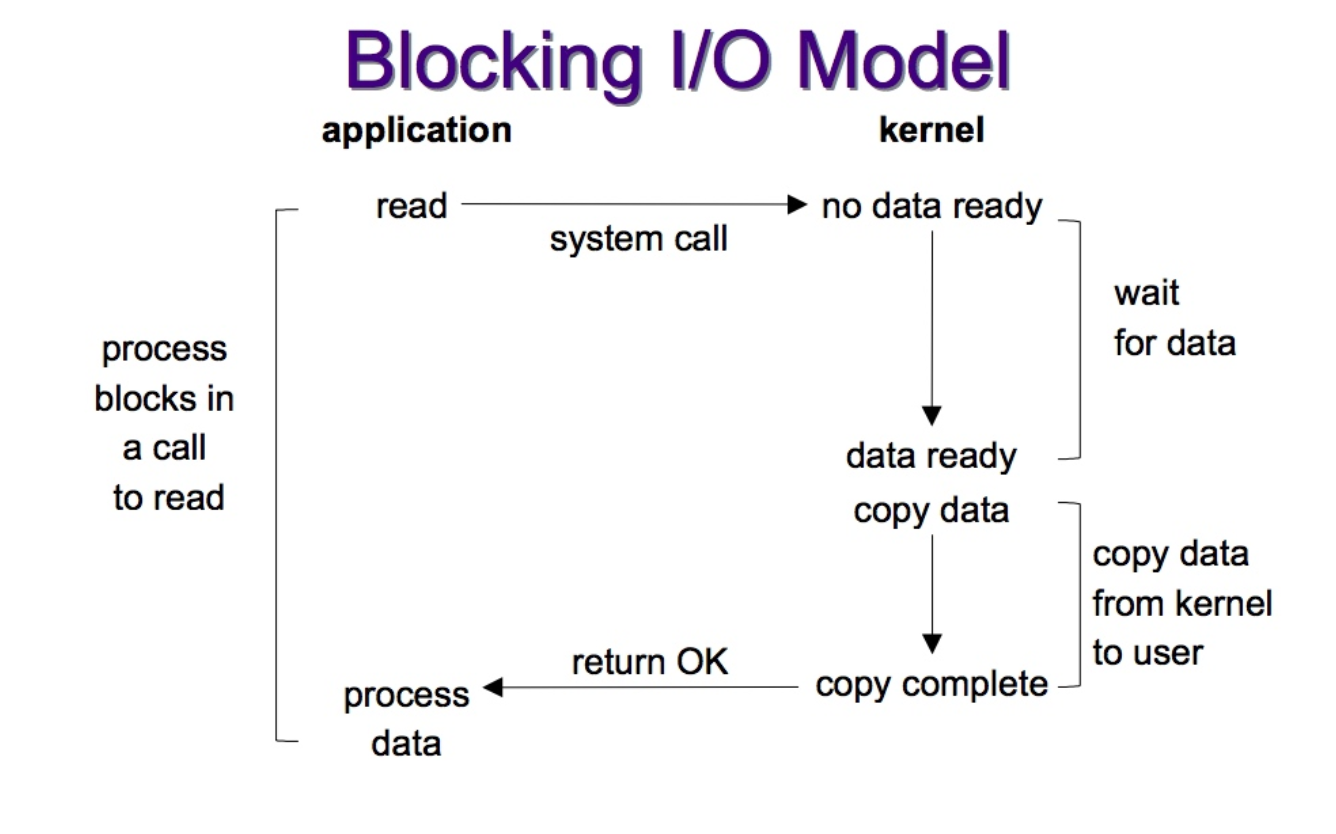 Blocking I/O Model
application
kernel
read
no data ready
system call
wait
for data
process
blocks in
a call
to read
data ready
copy data
copy data
from kernel
to user
return OK
copy complete
process
data